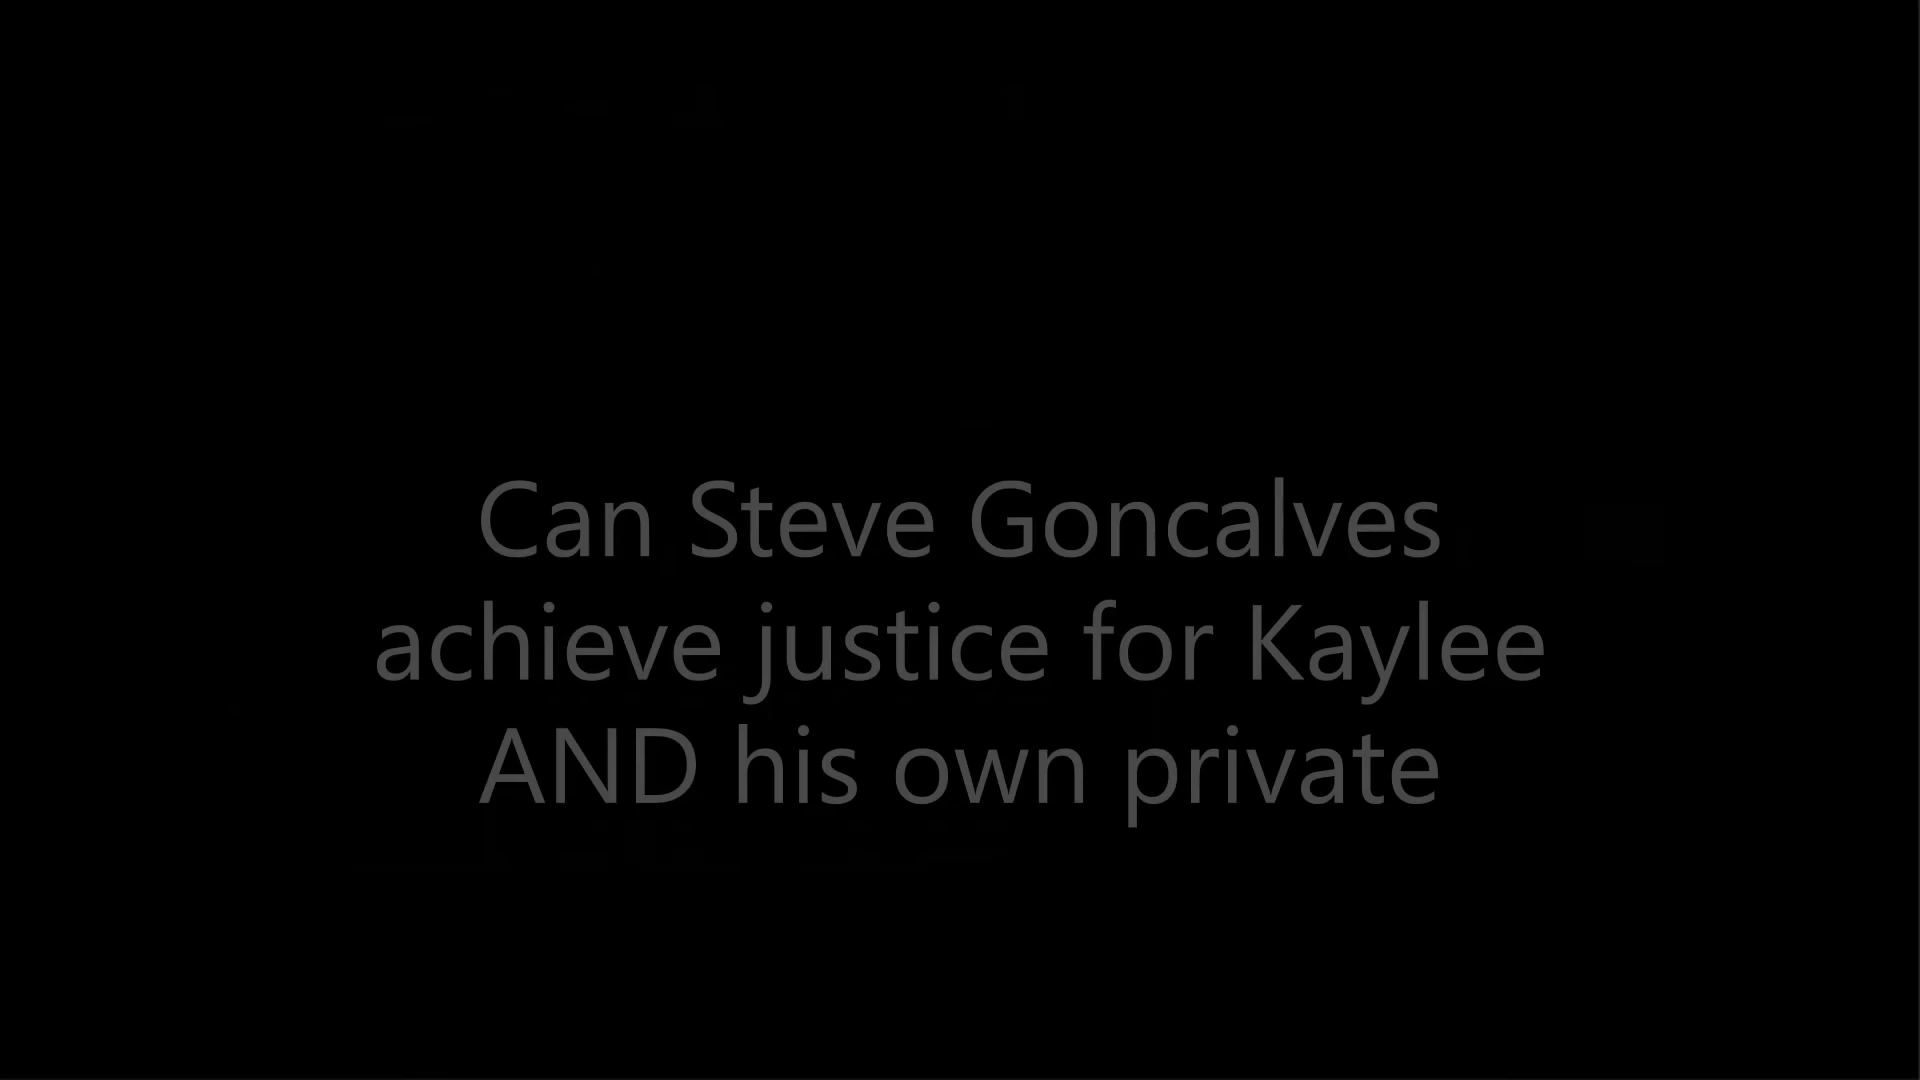 Can Steve Goncalves
achieve justice for Kaylee
AND his own private